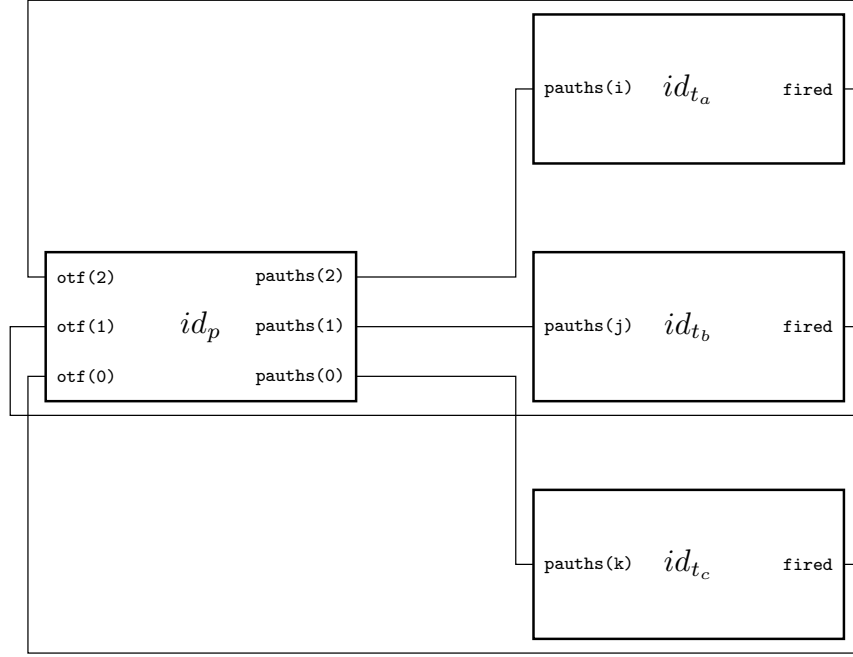 pauths(i) id_{t_a} fired
otf(2) pauths(2)
otf(1) id_p pauths(1)
otf(0) pauths(0)
pauths(j) id_{t_b} fired
pauths(k) id_{t_c} fired